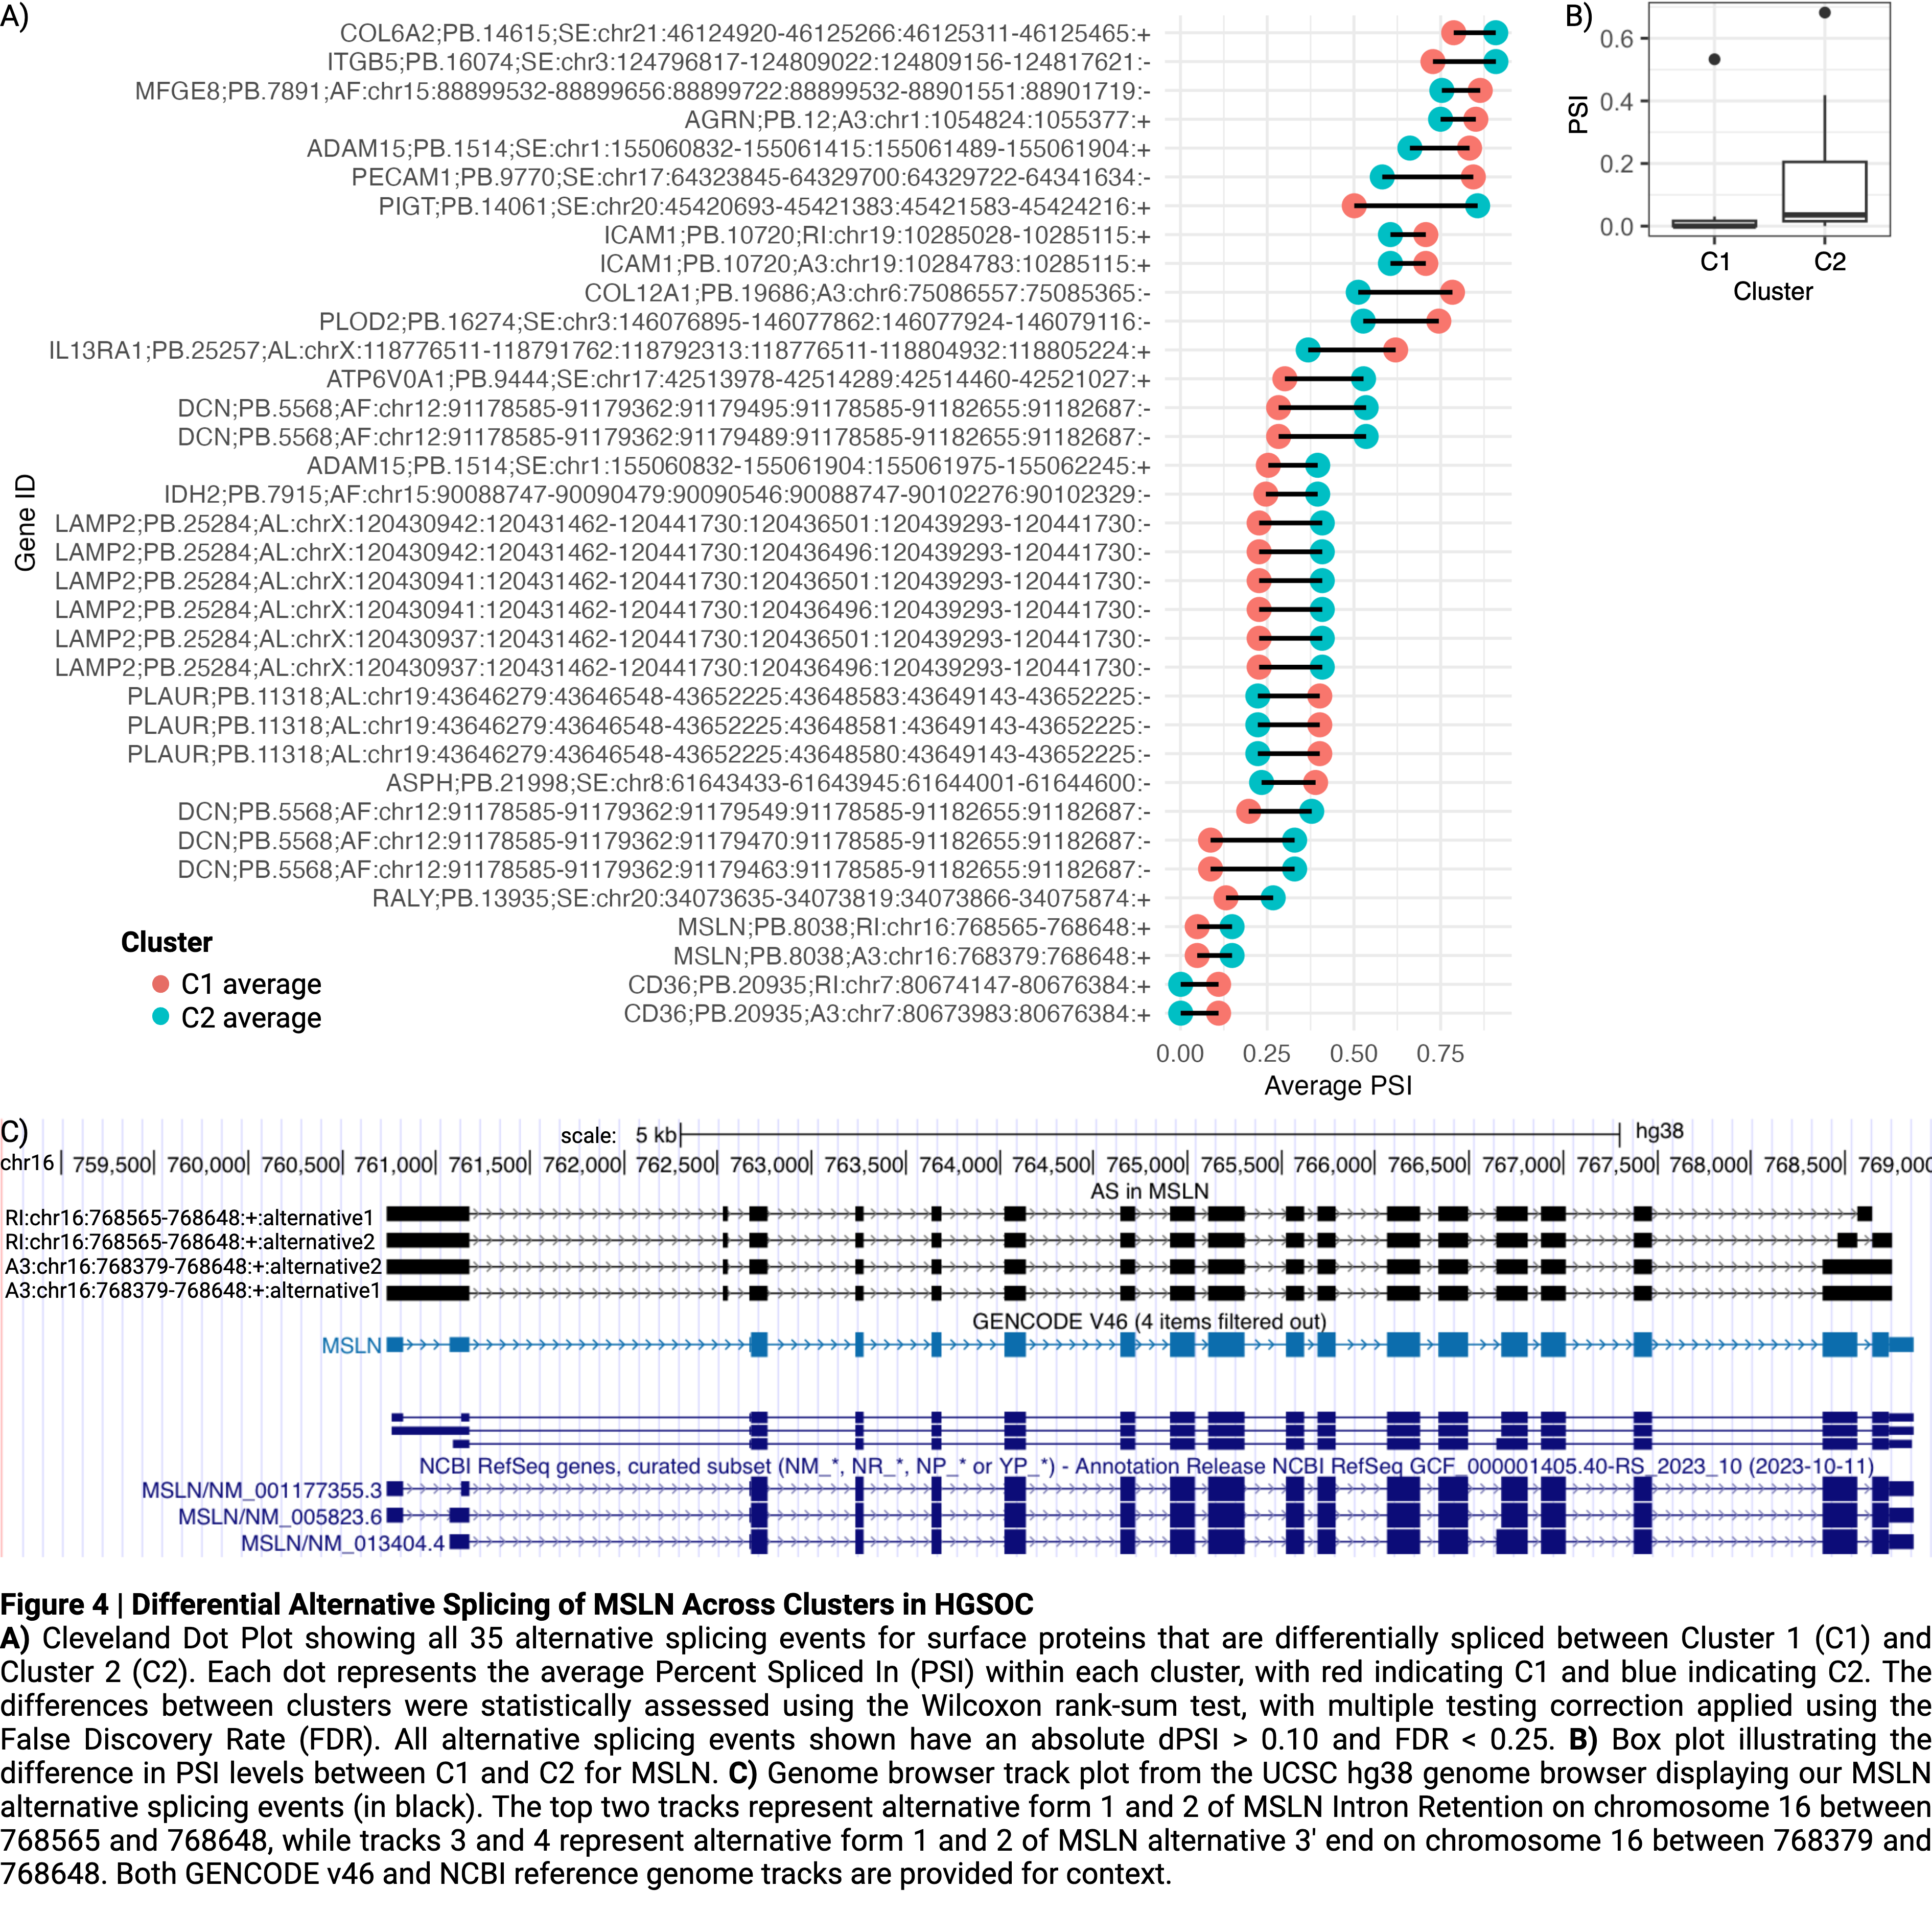 A)
COL6A2;PB.14615;SE:chr21:46124920-46125266:46125311-46125465:+
ITGB5;PB.16074;SE:chr3:124796817-124809022:124809156-124817621:-
MFGE8;PB.7891;AF:chr15:88899532-88899656:88899722:88899532-88901551:88901719:-
AGRN;PB.12;A3:chr1:1054824:1055377:+
ADAM15;PB.1514;SE:chr1:155060832-155061415:155061489-155061904:+
PECAM1;PB.9770;SE:chr17:64323845-64329700:64329722-64341634:-
PIGT;PB.14061;SE:chr20:45420693-45421383:45421583-45424216:+
ICAM1;PB.10720;RI:chr19:10285028-10285115:+
ICAM1;PB.10720;A3:chr19:10284783:10285115:+
COL12A1;PB.19686;A3:chr6:75086557:75085365:-
PLOD2;PB.16274;SE:chr3:146076895-146077862:146077924-146079116:-
IL13RA1;PB.25257;AL:chrX:118776511-118791762:118792313:118776511-118804932:118805224:+
ATP6V0A1;PB.9444;SE:chr17:42513978-42514289:42514460-42521027:+
DCN;PB.5568;AF:chr12:91178585-91179362:91179495:91178585-91182655:91182687:-
DCN;PB.5568;AF:chr12:91178585-91179362:91179489:91178585-91182655:91182687:-
ADAM15;PB.1514;SE:chr1:155060832-155061904:155061975-155062245:+
IDH2;PB.7915;AF:chr15:90088747-90090479:90090546:90088747-90102276:90102329:-
LAMP2;PB.25284;AL:chrX:120430942:120431462-120441730:120436501:120439293-120441730:-
LAMP2;PB.25284;AL:chrX:120430942:120431462-120441730:120436496:120439293-120441730:-
LAMP2;PB.25284;AL:chrX:120430941:120431462-120441730:120436501:120439293-120441730:-
LAMP2;PB.25284;AL:chrX:120430941:120431462-120441730:120436496:120439293-120441730:-
LAMP2;PB.25284;AL:chrX:120430937:120431462-120441730:120436501:120439293-120441730:-
LAMP2;PB.25284;AL:chrX:120430937:120431462-120441730:120436496:120439293-120441730:-
PLAUR;PB.11318;AL:chr19:43646279:43646548-43652225:43648583:43649143-43652225:-
PLAUR;PB.11318;AL:chr19:43646279:43646548-43652225:43648581:43649143-43652225:-
PLAUR;PB.11318;AL:chr19:43646279:43646548-43652225:43648580:43649143-43652225:-
ASPH;PB.21998;SE:chr8:61643433-61643945:61644001-61644600:-
DCN;PB.5568;AF:chr12:91178585-91179362:91179549:91178585-91182655:91182687:-
DCN;PB.5568;AF:chr12:91178585-91179362:91179470:91178585-91182655:91182687:-
DCN;PB.5568;AF:chr12:91178585-91179362:91179463:91178585-91182655:91182687:-
RALY;PB.13935;SE:chr20:34073635-34073819:34073866-34075874:+
MSLN;PB.8038;RI:chr16:768565-768648:+
MSLN;PB.8038;A3:chr16:768379:768648:+
CD36;PB.20935;RI:chr7:80674147-80676384:+
CD36;PB.20935;A3:chr7:80673983:80676384:+
Gene ID
Cluster
C1 average
C2 average
0.00 0.25 0.50 0.75
Average PSI
B)
PSI
0.6
0.4
0.2
0.0
C1 C2
Cluster
C)
scale: 5 kb hg38
chr16 759,500 760,000 760,500 761,000 761,500 762,000 762,500 763,000 763,500 764,000 764,500 765,000 765,500 766,000 766,500 767,000 767,500 768,000 768,500 769,000
AS in MSLN
RI:chr16:768565-768648:+:alternative1
RI:chr16:768565-768648:+:alternative2
A3:chr16:768379-768648:+:alternative2
A3:chr16:768379-768648:+:alternative1
GENCODE V46 (4 items filtered out)
MSLN
NCBI RefSeq genes, curated subset (NM_*, NR_*, NP_* or YP_*) - Annotation Release NCBI RefSeq GCF_000001405.40-RS_2023_10 (2023-10-11)
MSLN/NM_001177355.3
MSLN/NM_005823.6
MSLN/NM_013404.4
Figure 4 | Differential Alternative Splicing of MSLN Across Clusters in HGSOC
A) Cleveland Dot Plot showing all 35 alternative splicing events for surface proteins that are differentially spliced between Cluster 1 (C1) and
Cluster 2 (C2). Each dot represents the average Percent Spliced In (PSI) within each cluster, with red indicating C1 and blue indicating C2. The
differences between clusters were statistically assessed using the Wilcoxon rank-sum test, with multiple testing correction applied using the
False Discovery Rate (FDR). All alternative splicing events shown have an absolute dPSI > 0.10 and FDR < 0.25. B) Box plot illustrating the
difference in PSI levels between C1 and C2 for MSLN. C) Genome browser track plot from the UCSC hg38 genome browser displaying our MSLN
alternative splicing events (in black). The top two tracks represent alternative form 1 and 2 of MSLN Intron Retention on chromosome 16 between
768565 and 768648, while tracks 3 and 4 represent alternative form 1 and 2 of MSLN alternative 3' end on chromosome 16 between 768379 and
768648. Both GENCODE v46 and NCBI reference genome tracks are provided for context.